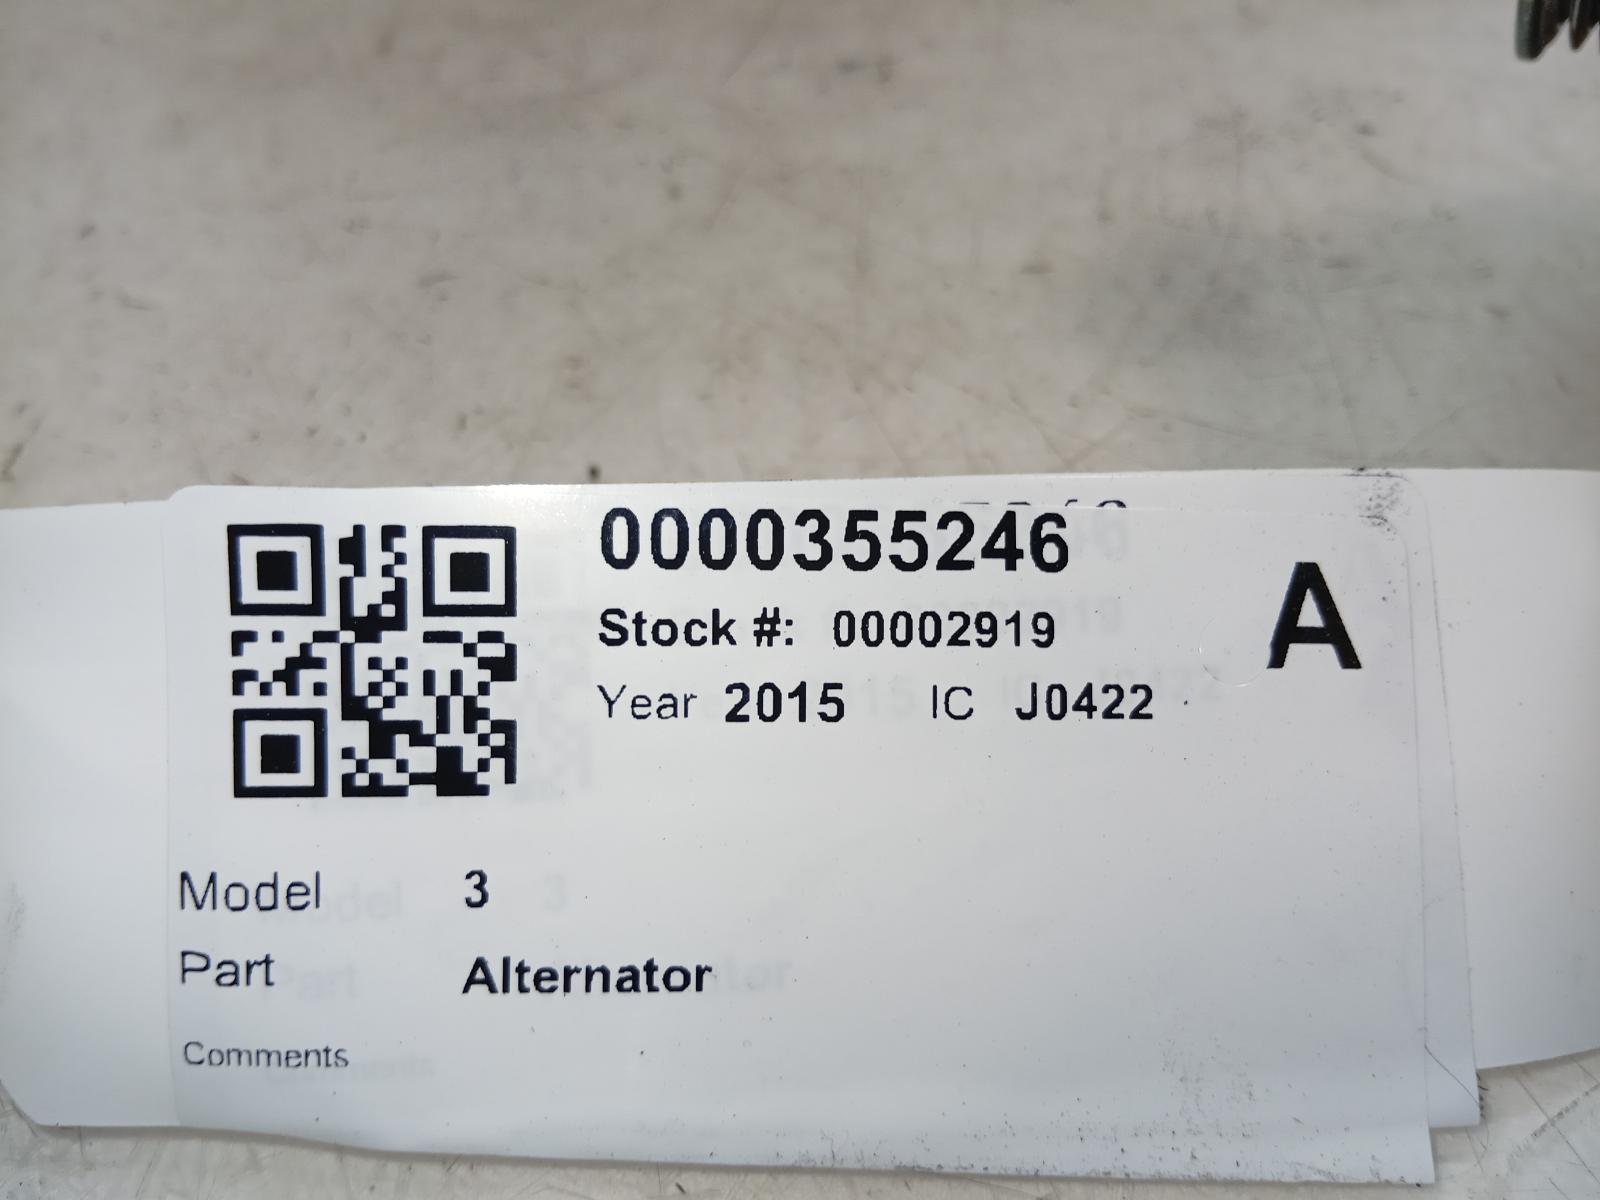 0000355246
A
Stock #: 00002919
Year 2015 IC J0422
Model 3
Part Alternator
Comments